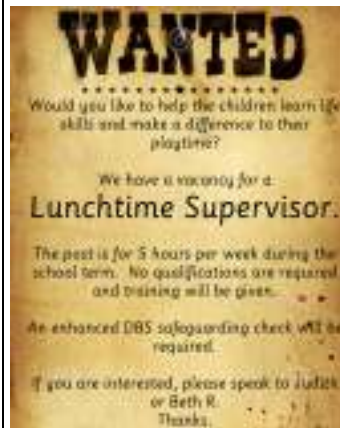 WANTED
Would you like to help the children learn life
skills and make a difference to their
playtime?
We have a vacancy for a
Lunchtime Supervisor.
The post is for 5 hours per week during the
school term. No qualifications are required
and training will be given.
An enhanced DBS safeguarding check will be
required.
If you are interested, please speak to Judith
or Beth R.
Thanks.